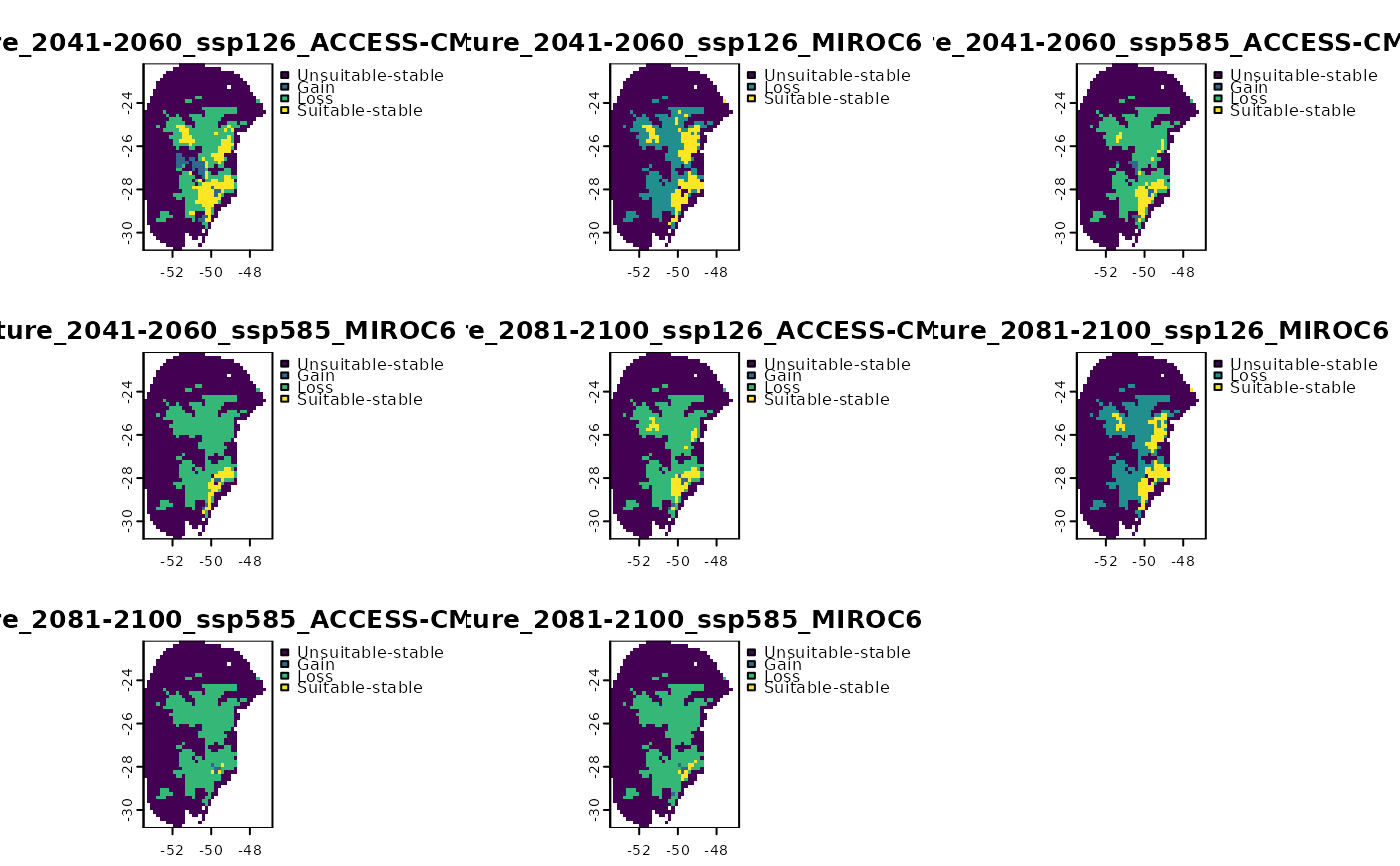 re_2041-2060_ssp126_ACCESS-CM
ture_2041-2060_ssp126_MIROC6
re_2041-2060_ssp585_ACCESS-CM
Unsuitable-stable
Gain
Loss
Suitable-stable
-24
-26
-28
-30
-52 -50 -48
Unsuitable-stable
Loss
Suitable-stable
-24
-26
-28
-30
-52 -50 -48
Unsuitable-stable
Gain
Loss
Suitable-stable
-24
-26
-28
-30
-52 -50 -48
ture_2041-2060_ssp585_MIROC6
re_2081-2100_ssp126_ACCESS-CM
ture_2081-2100_ssp126_MIROC6
Unsuitable-stable
Gain
Loss
Suitable-stable
-24
-26
-28
-30
-52 -50 -48
Unsuitable-stable
Gain
Loss
Suitable-stable
-24
-26
-28
-30
-52 -50 -48
Unsuitable-stable
Loss
Suitable-stable
-24
-26
-28
-30
-52 -50 -48
re_2081-2100_ssp585_ACCESS-CM
ture_2081-2100_ssp585_MIROC6
Unsuitable-stable
Gain
Loss
Suitable-stable
-24
-26
-28
-30
-52 -50 -48
Unsuitable-stable
Gain
Loss
Suitable-stable
-24
-26
-28
-30
-52 -50 -48